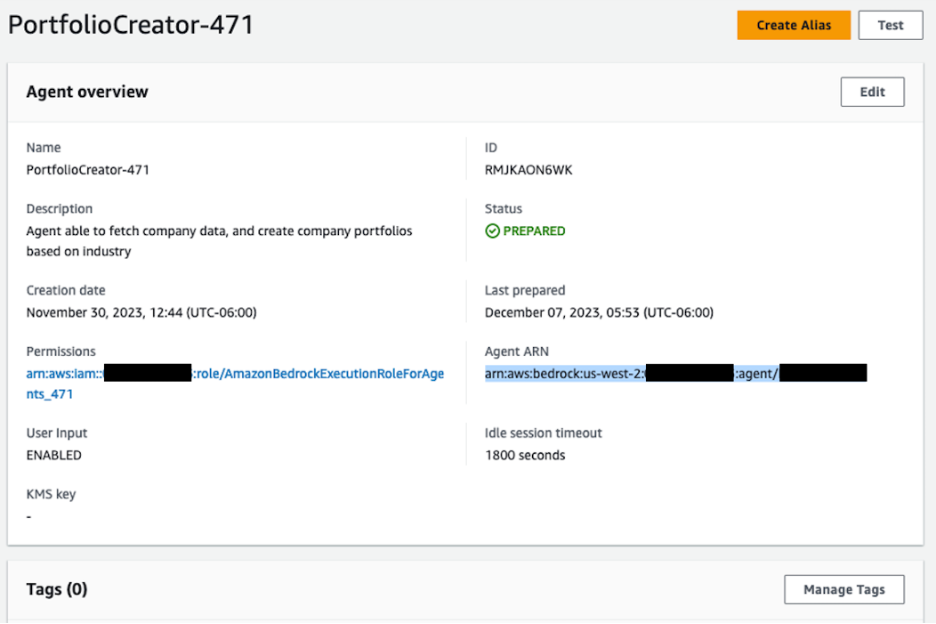 PortfolioCreator-471
Create Alias
Test
Agent overview
Edit
Name
PortfolioCreator-471
ID
RMJKAON6WK
Description
Agent able to fetch company data, and create company portfolios
based on industry
Status
PREPARED
Creation date
November 30, 2023, 12:44 (UTC-06:00)
Last prepared
December 07, 2023, 05:53 (UTC-06:00)
Permissions
arn:aws:iam:: :role/AmazonBedrockExecutionRoleForAge
nts_471
Agent ARN
arn:aws:bedrock:us-west-2: :agent/
User Input
ENABLED
Idle session timeout
1800 seconds
KMS key
-
Tags (0)
Manage Tags